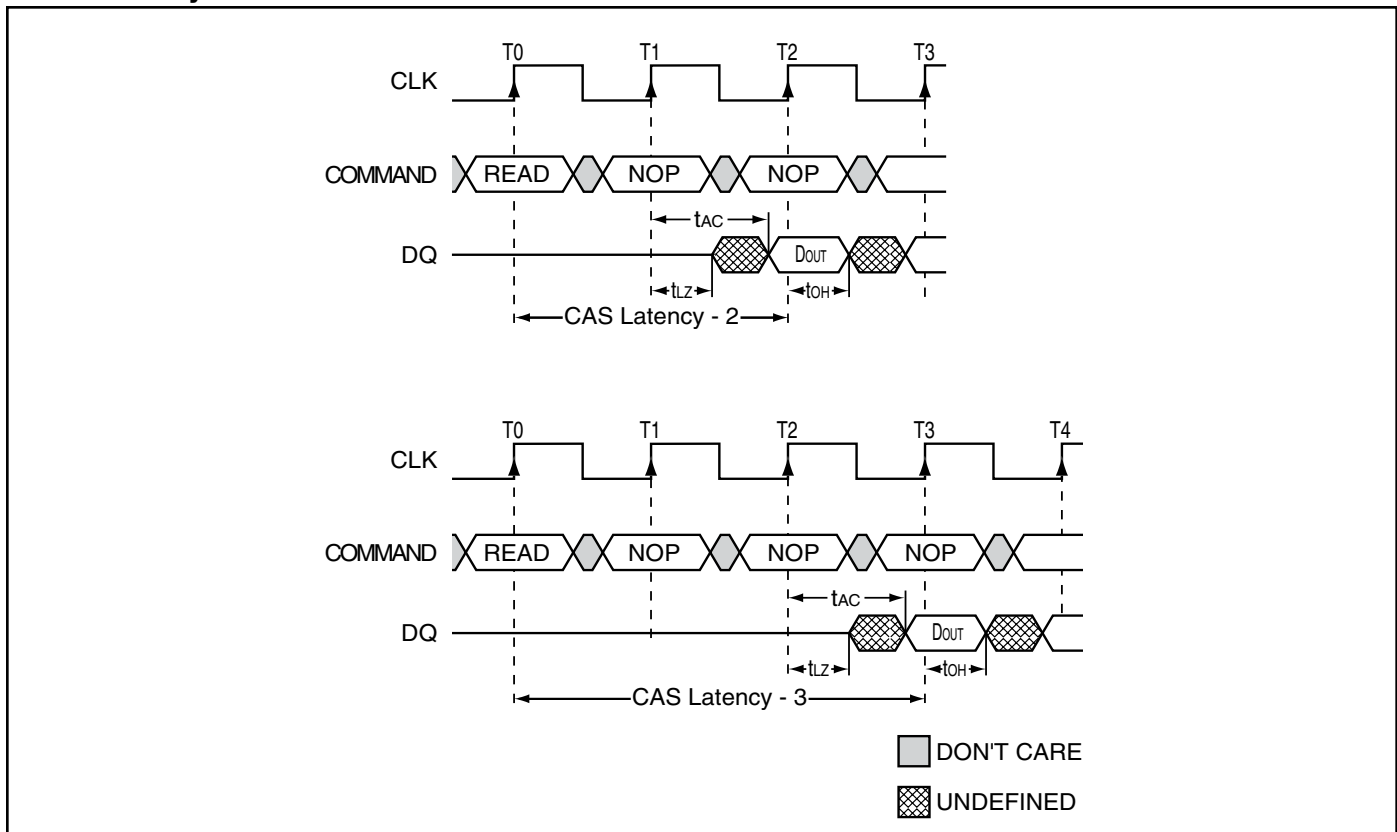 T0 T1 T2 T3
CLK
COMMAND READ NOP NOP
tAC
DQ DOUT
tLZ tOH
CAS Latency - 2
T0 T1 T2 T3 T4
CLK
COMMAND READ NOP NOP NOP
tAC
DQ DOUT
tLZ tOH
CAS Latency - 3
DON'T CARE
UNDEFINED